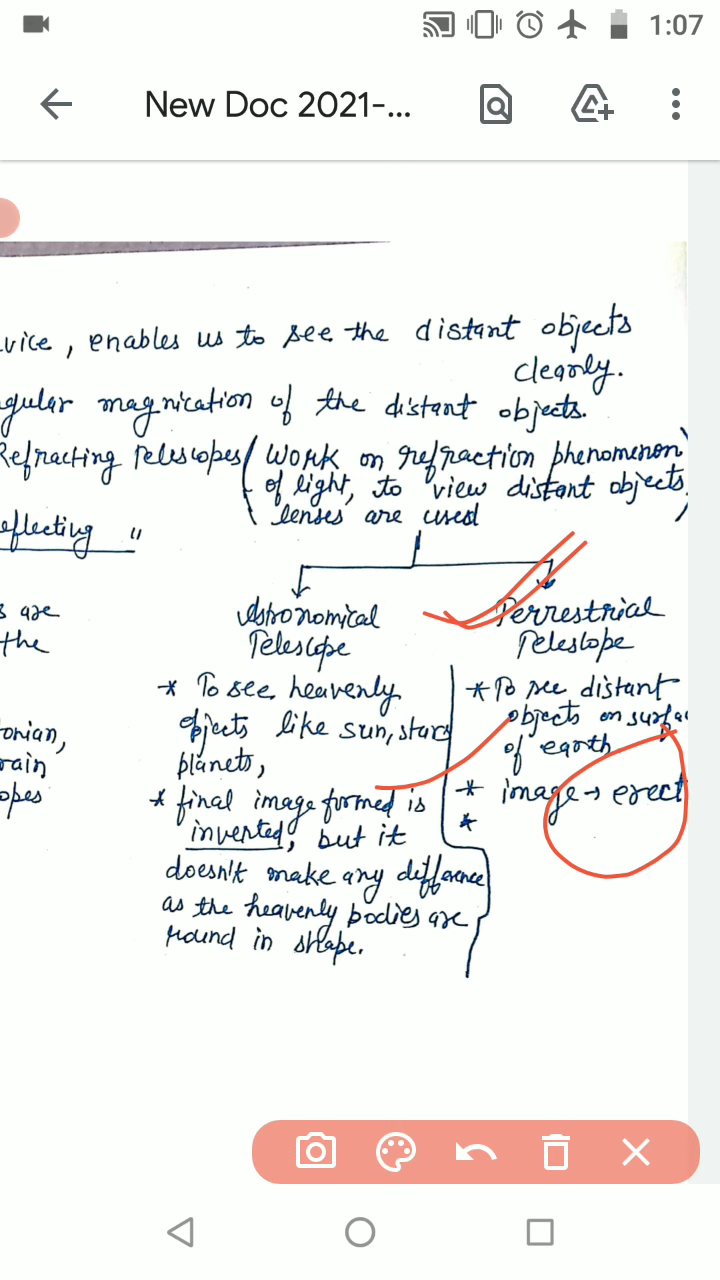 1:07
New Doc 2021-...
vice, enables us to see the distant objects
clearly.
gular magnication of the distant objects.
Refracting Telescopes (Work on refraction phenomenon)
of light, to view distant objects,
lenses are used
eflecting "
s are
the
Astronomical
Telescope
Terrestrial
Telescope
* To see heavenly
objects like sun, stars
planets,
* To see distant
objects on surfac
of earth
onian,
rain
opes
* final image formed is
inverted, but it
doesn't make any difference
as the heavenly bodies are
round in shape.
* image → erect
*